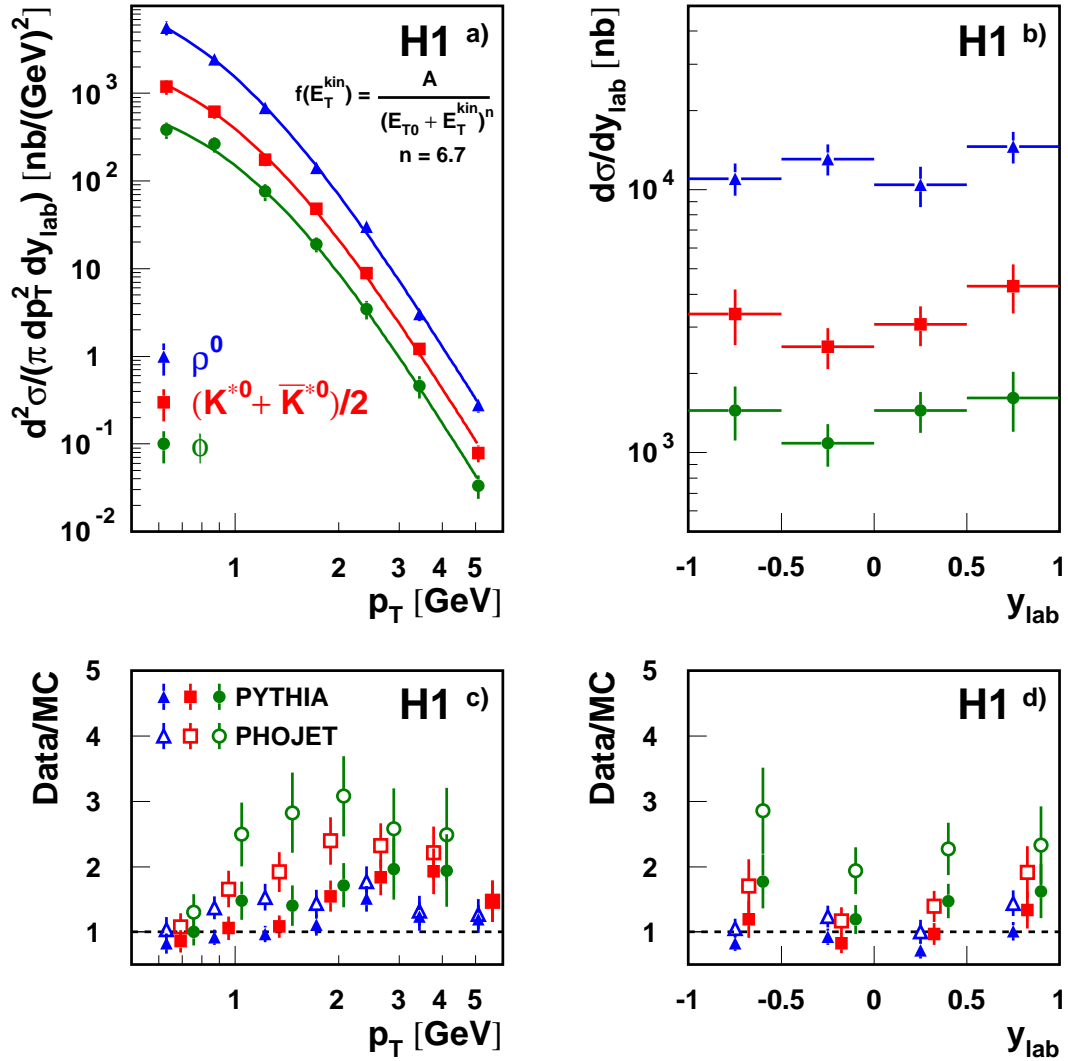 H1 a)
f(E_T^kin) = A / (E_T0 + E_T^kin)^n
n = 6.7
d²σ/(π dp_T² dy_lab) [nb/(GeV)²]
10³
10²
10
1
10⁻¹
10⁻²
ρ⁰
(K*⁰ + K̅*⁰)/2
ϕ
1 2 3 4 5
p_T [GeV]
H1 b)
dσ/dy_lab [nb]
10⁴
10³
-1 -0.5 0 0.5 1
y_lab
H1 c)
PYTHIA
PHOJET
Data/MC
5
4
3
2
1
1 2 3 4 5
p_T [GeV]
H1 d)
Data/MC
5
4
3
2
1
-1 -0.5 0 0.5 1
y_lab